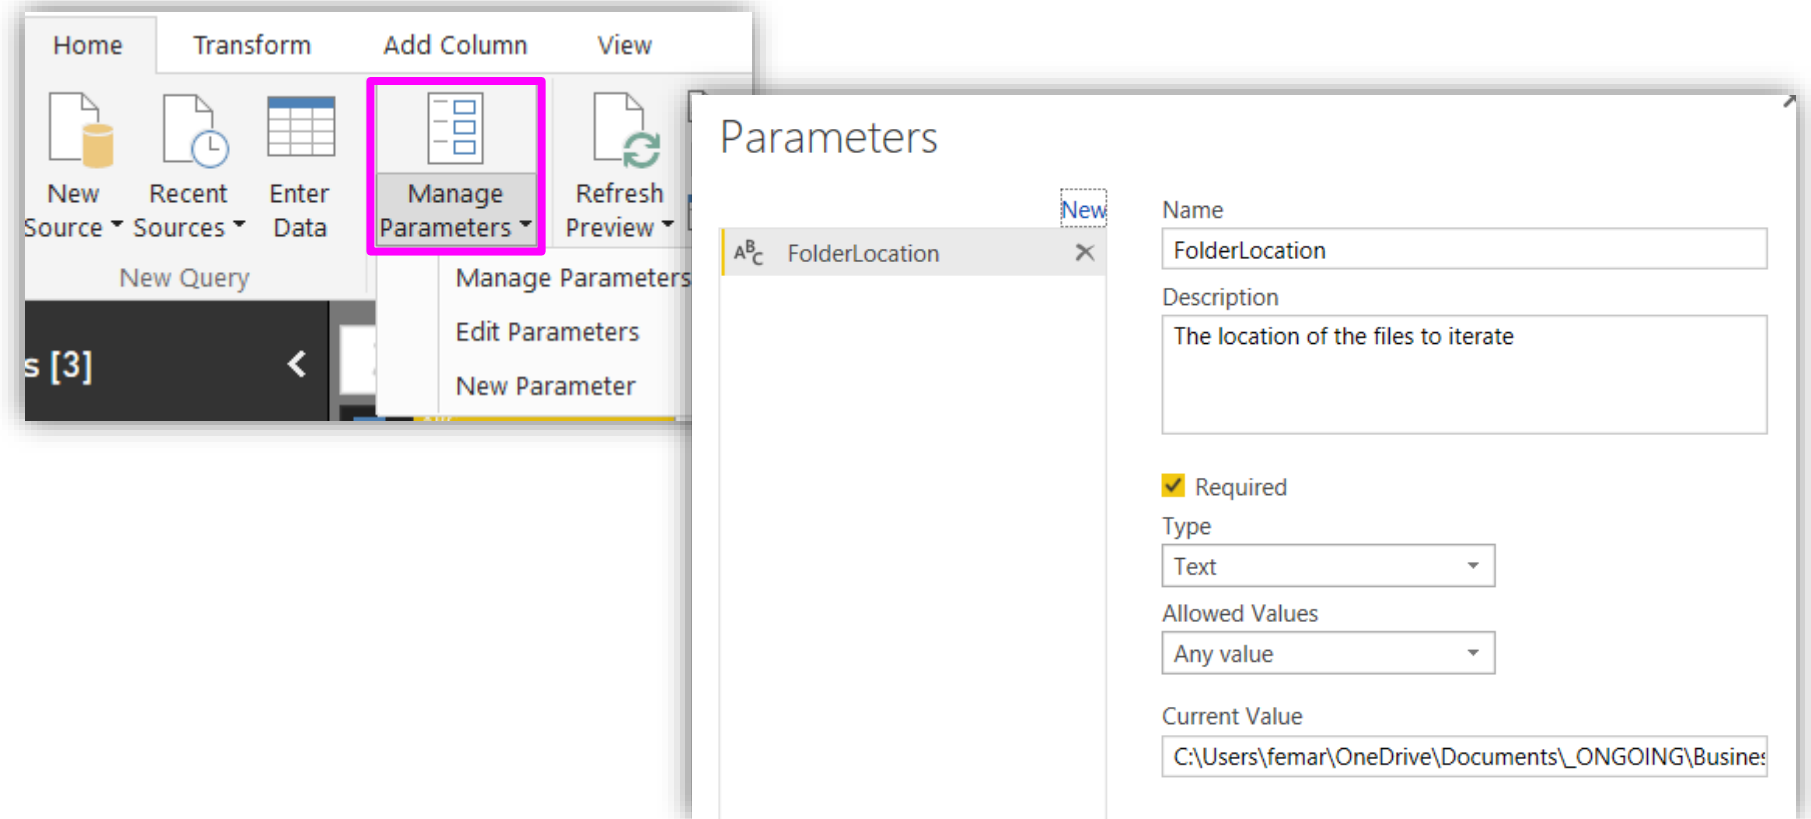 Home Transform Add Column View
New Source
Recent Sources
Enter Data
Manage Parameters
Refresh Preview
New Query
Manage Parameters
Edit Parameters
New Parameter
s [3]
Parameters
New
ABC FolderLocation
Name
FolderLocation
Description
The location of the files to iterate
Required
Type
Text
Allowed Values
Any value
Current Value
C:\Users\femar\OneDrive\Documents\_ONGOING\Busines